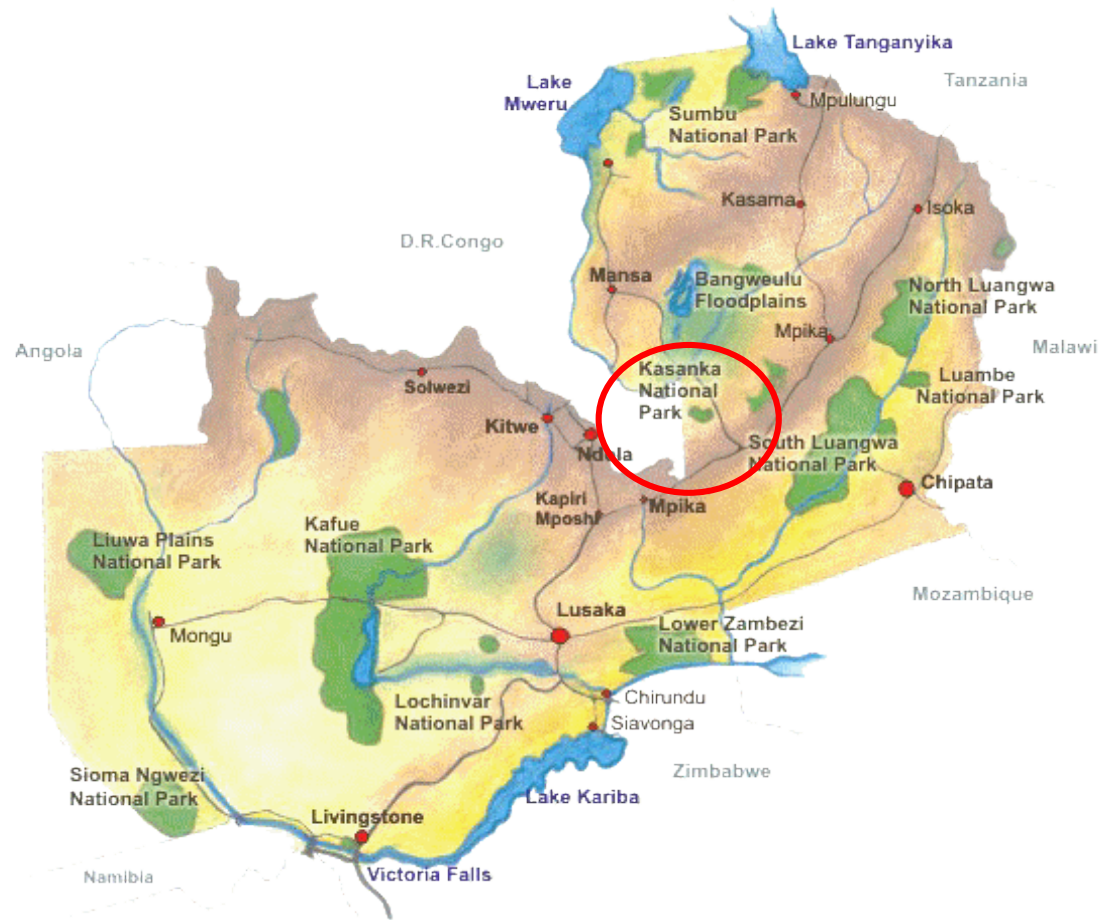 Lake Tanganyika
Lake
Mweru
Tanzania
Mpulungu
Sumbu
National Park
Kasama
Isoka
D.R.Congo
Mansa
Bangweulu
Floodplains
North Luangwa
National Park
Mpika
Malawi
Angola
Kasanka
National
Park
Luambe
National Park
Solwezi
Kitwe
Ndola
South Luangwa
National Park
Chipata
Kapiri
Mposhi
Mpika
Kafue
National Park
Liuwa Plains
National Park
Mozambique
Lusaka
Mongu
Lower Zambezi
National Park
Lochinvar
National Park
Chirundu
Siavonga
Zimbabwe
Sioma Ngwezi
National Park
Lake Kariba
Livingstone
Victoria Falls
Namibia